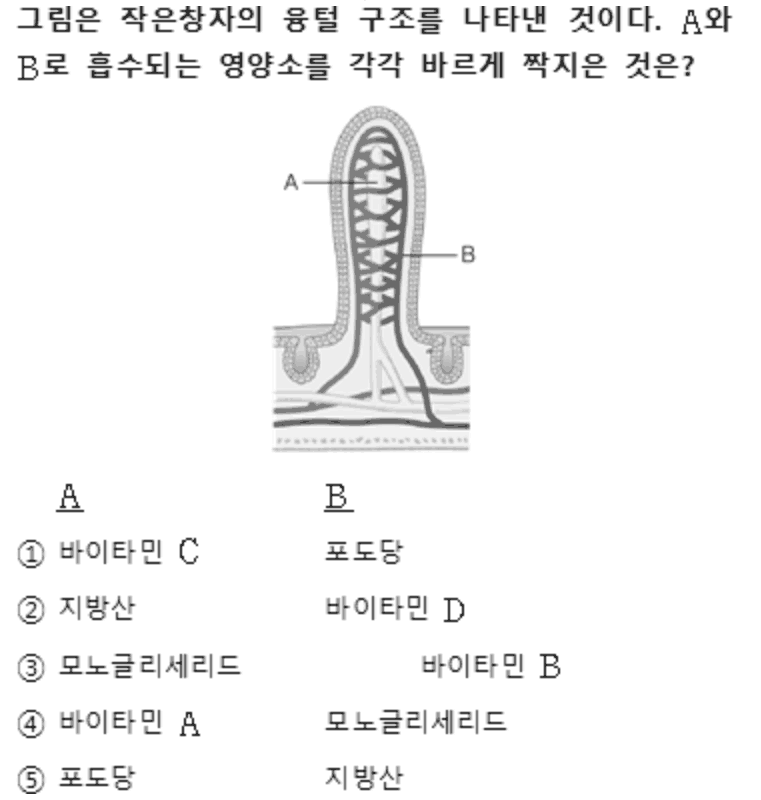 그림은 작은창자의 융털 구조를 나타낸 것이다. A와
B로 흡수되는 영양소를 각각 바르게 짝지은 것은?
A
B
A B
① 바이타민 C 포도당
② 지방산 바이타민 D
③ 모노글리세리드 바이타민 B
④ 바이타민 A 모노글리세리드
⑤ 포도당 지방산